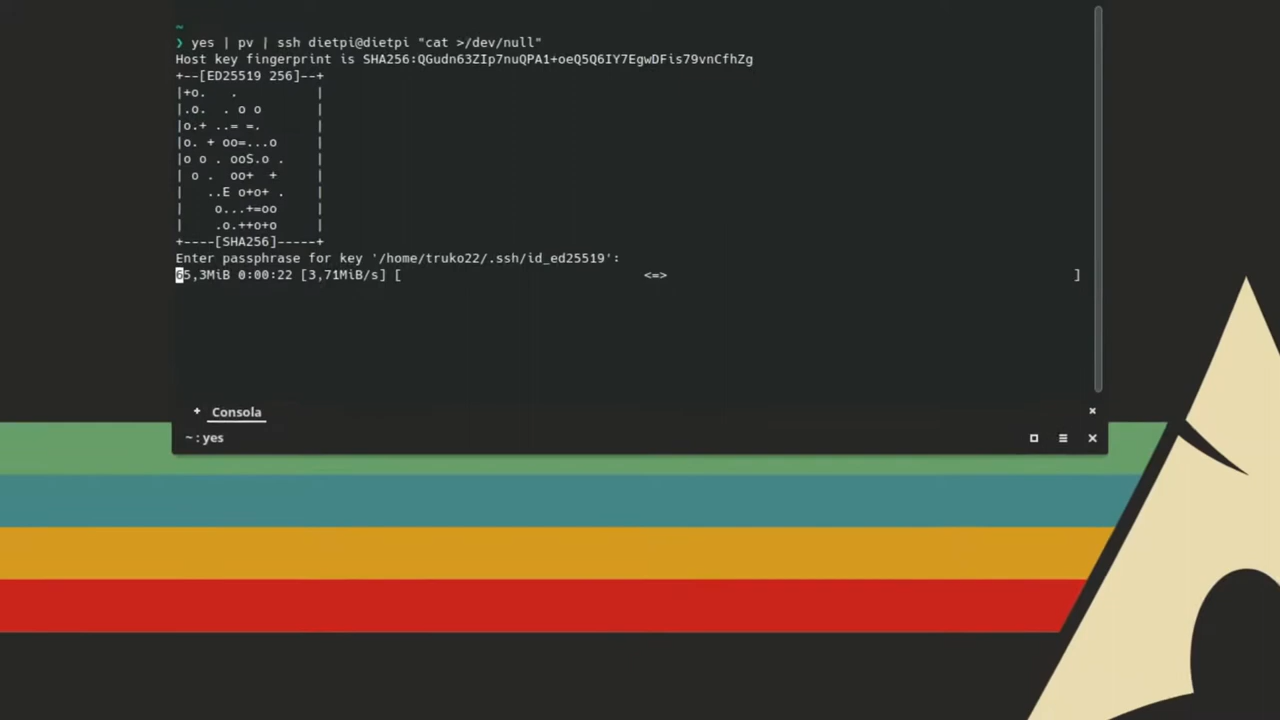 ~
❯ yes | pv | ssh dietpi@dietpi "cat >/dev/null"
Host key fingerprint is SHA256:QGudn63ZIp7nuQPA1+oeQ5Q6IY7EgwDFis79vnCfhZg
+--[ED25519 256]--+
|+o.   .          |
|.o.  . o o       |
|o.+ ..= =.       |
|o. + oo=...o     |
|o o . ooS.o .    |
| o .  oo+  +     |
|   ..E o+o+ .    |
|    o...+=oo     |
|    .o.++o+o     |
+----[SHA256]-----+
Enter passphrase for key '/home/truko22/.ssh/id_ed25519':
65,3MiB 0:00:22 [3,71MiB/s] [                               <=>                                                     ]
+ Consola ×
~ : yes